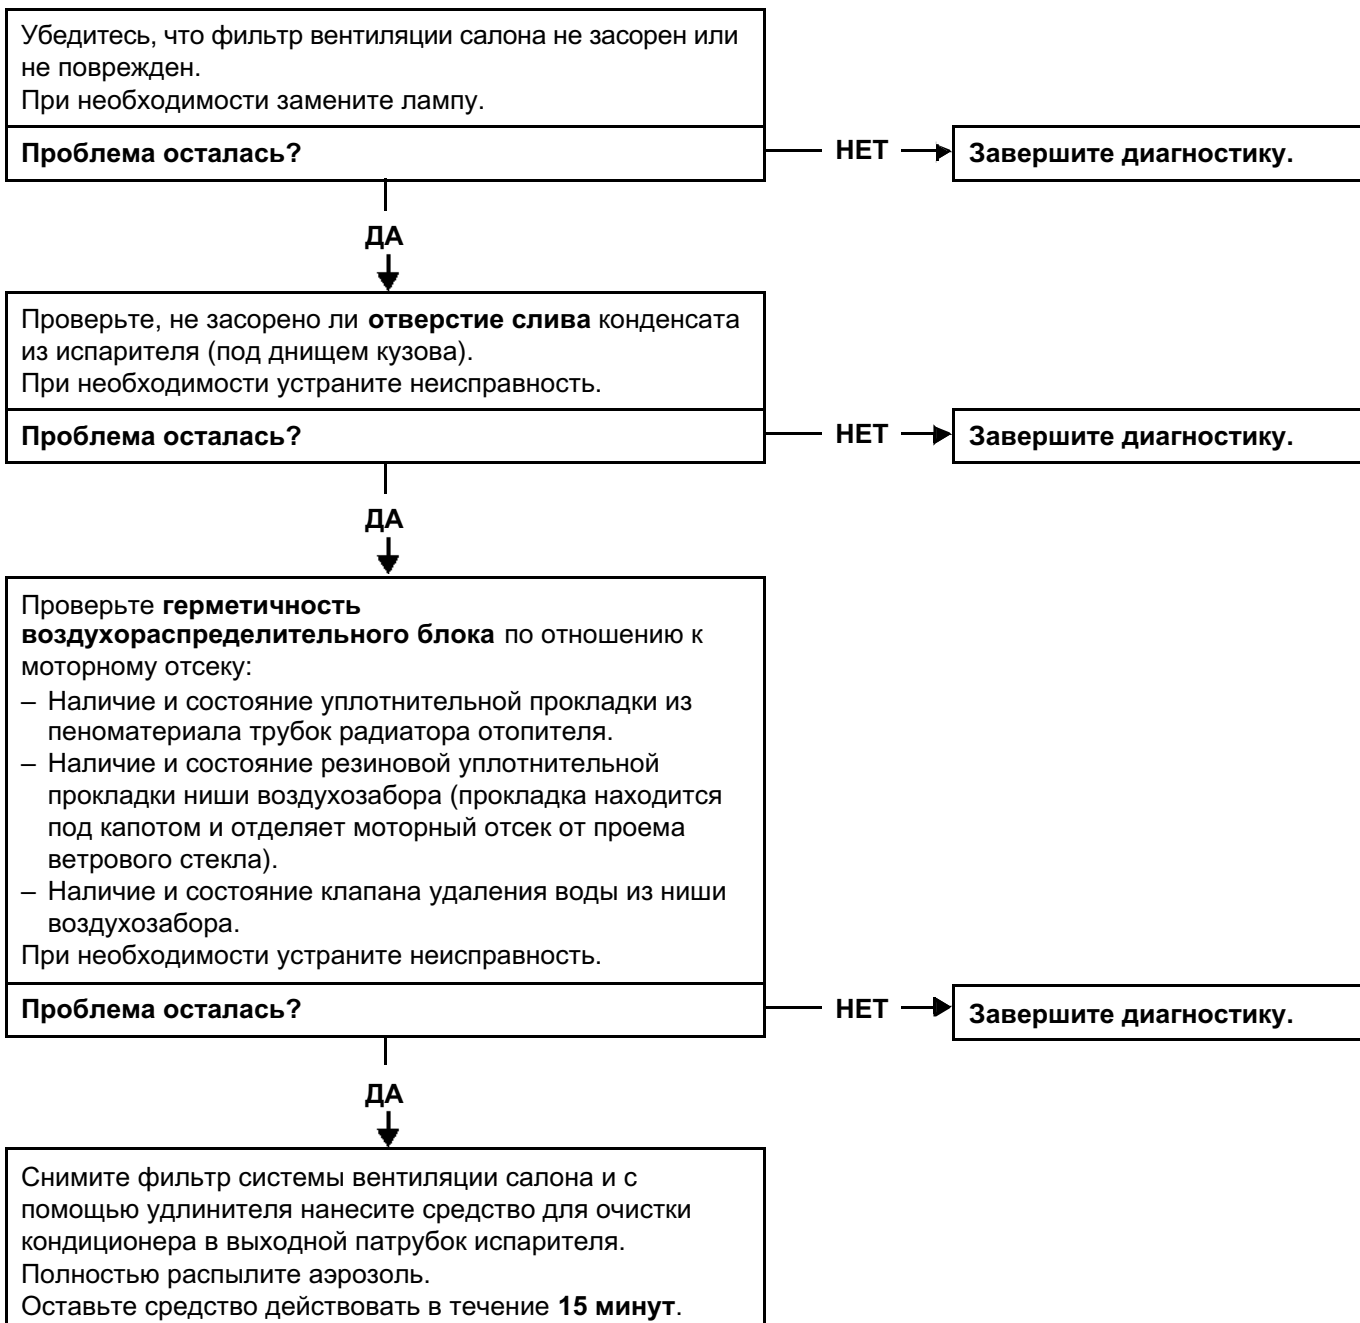 Убедитесь, что фильтр вентиляции салона не засорен или
не поврежден.
При необходимости замените лампу.
Проблема осталась?
НЕТ
Завершите диагностику.
ДА
Проверьте, не засорено ли отверстие слива конденсата
из испарителя (под днищем кузова).
При необходимости устраните неисправность.
Проблема осталась?
НЕТ
Завершите диагностику.
ДА
Проверьте герметичность
воздухораспределительного блока по отношению к
моторному отсеку:
– Наличие и состояние уплотнительной прокладки из
пеноматериала трубок радиатора отопителя.
– Наличие и состояние резиновой уплотнительной
прокладки ниши воздухозабора (прокладка находится
под капотом и отделяет моторный отсек от проема
ветрового стекла).
– Наличие и состояние клапана удаления воды из ниши
воздухозабора.
При необходимости устраните неисправность.
Проблема осталась?
НЕТ
Завершите диагностику.
ДА
Снимите фильтр системы вентиляции салона и с
помощью удлинителя нанесите средство для очистки
кондиционера в выходной патрубок испарителя.
Полностью распылите аэрозоль.
Оставьте средство действовать в течение 15 минут.